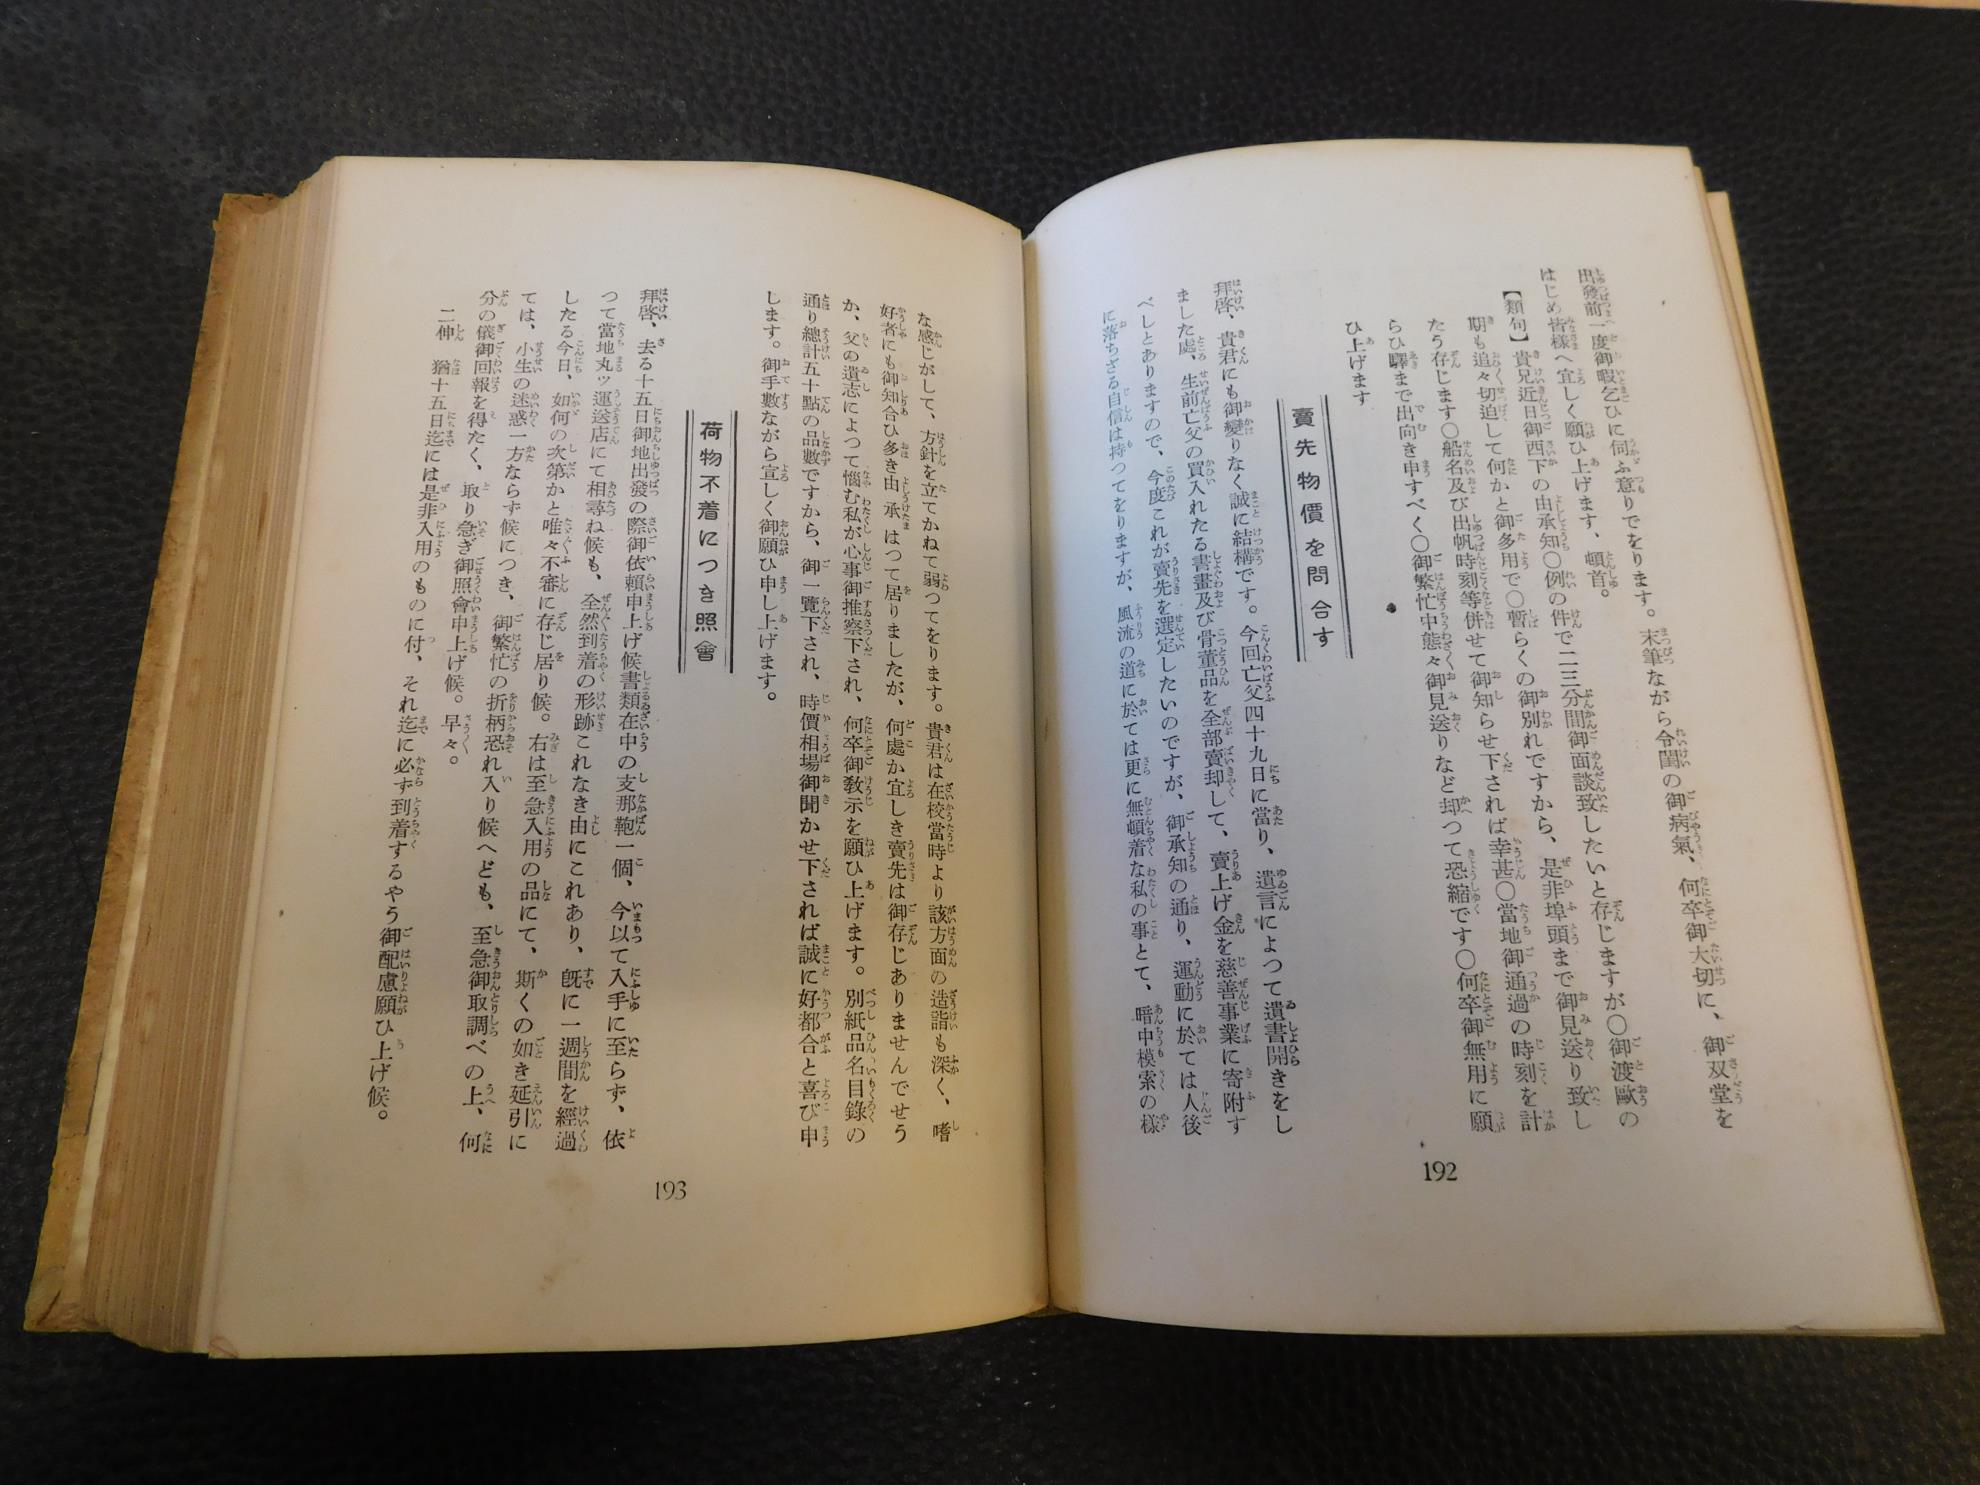 出發前一度御暇乞ひに伺ふ意りでをります。末筆ながら令閨の御病氣、何卒御大切に、御双堂を
はじめ皆樣へ宜しく願ひ上げます、頓首。
【類句】貴兄近日御西下の由承知〇例の件で二三分間御面談致したいと存じますが〇御渡歐の
期も追々切迫して何かと御多用で〇暫らくの御別れですから、是非埠頭まで御見送り致し
たう存じます〇船名及び出帆時刻等併せて御知らせ下されば幸甚〇當地御通過の時刻を計
らひ驛まで出向き申すべく〇御繁忙中態々御見送りなど却つて恐縮です〇何卒御無用に願
ひ上げます
賣先物價を問合す
拜啓、貴君にも御變りなく誠に結構です。今回亡父四十九日に當り、遺言によつて遺書開きをし
ました處、生前亡父の買入れたる書畫及び骨董品を全部賣却して、賣上げ金を慈善事業に寄附す
べしとありますので、今度これが賣先を選定したいのですが、御承知の通り、運動に於ては人後
に落ちざる自信は持つてをりますが、風流の道に於ては更に無頓着な私の事とて、暗中模索の樣
192
な感じがして、方針を立てかねて弱つてをります。貴君は在校當時より該方面の造詣も深く、嗜
好者にも御知合ひ多き由承はつて居りましたが、何處か宜しき賣先は御存じありませんでせう
か、父の遺志によつて惱む私が心事御推察下され、何卒御敎示を願ひ上げます。別紙品名目錄の
通り總計五十點の品數ですから、御一覽下され、時價相場御聞かせ下されば誠に好都合と喜び申
します。御手數ながら宜しく御願ひ申し上げます。
荷物不着につき照會
拜啓、去る十五日御地出發の際御依賴申上げ候書類在中の支那鞄一個、今以て入手に至らず、依
つて當地丸ツ運送店にて相尋ね候も、全然到着の形跡これなき由にこれあり、旣に一週間を經過
したる今日、如何の次第かと唯々不審に存じ居り候。右は至急入用の品にて、斯くの如き延引に
ては、小生の迷惑一方ならず候につき、御繁忙の折柄恐れ入り候へども、至急御取調べの上、何
分の儀御回報を得たく、取り急ぎ御照會申上げ候。早々。
二伸　猶十五日迄には是非入用のものに付、それ迄に必ず到着するやう御配慮願ひ上げ候。
193